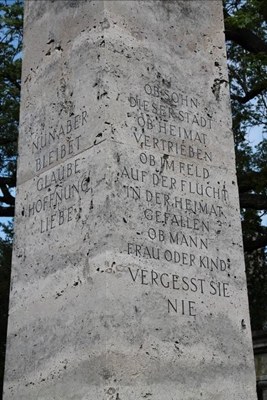 NUN ABER
BLEIBT
GLAUBE
HOFFNUNG
LIEBE
OB SOHN
DIESER STADT
OB HEIMAT
VERTRIEBEN
OB IM FELD
AUF DER FLUCHT
IN DER HEIMAT
GEFALLEN
OB MANN
FRAU ODER KIND
VERGESST SIE
NIE